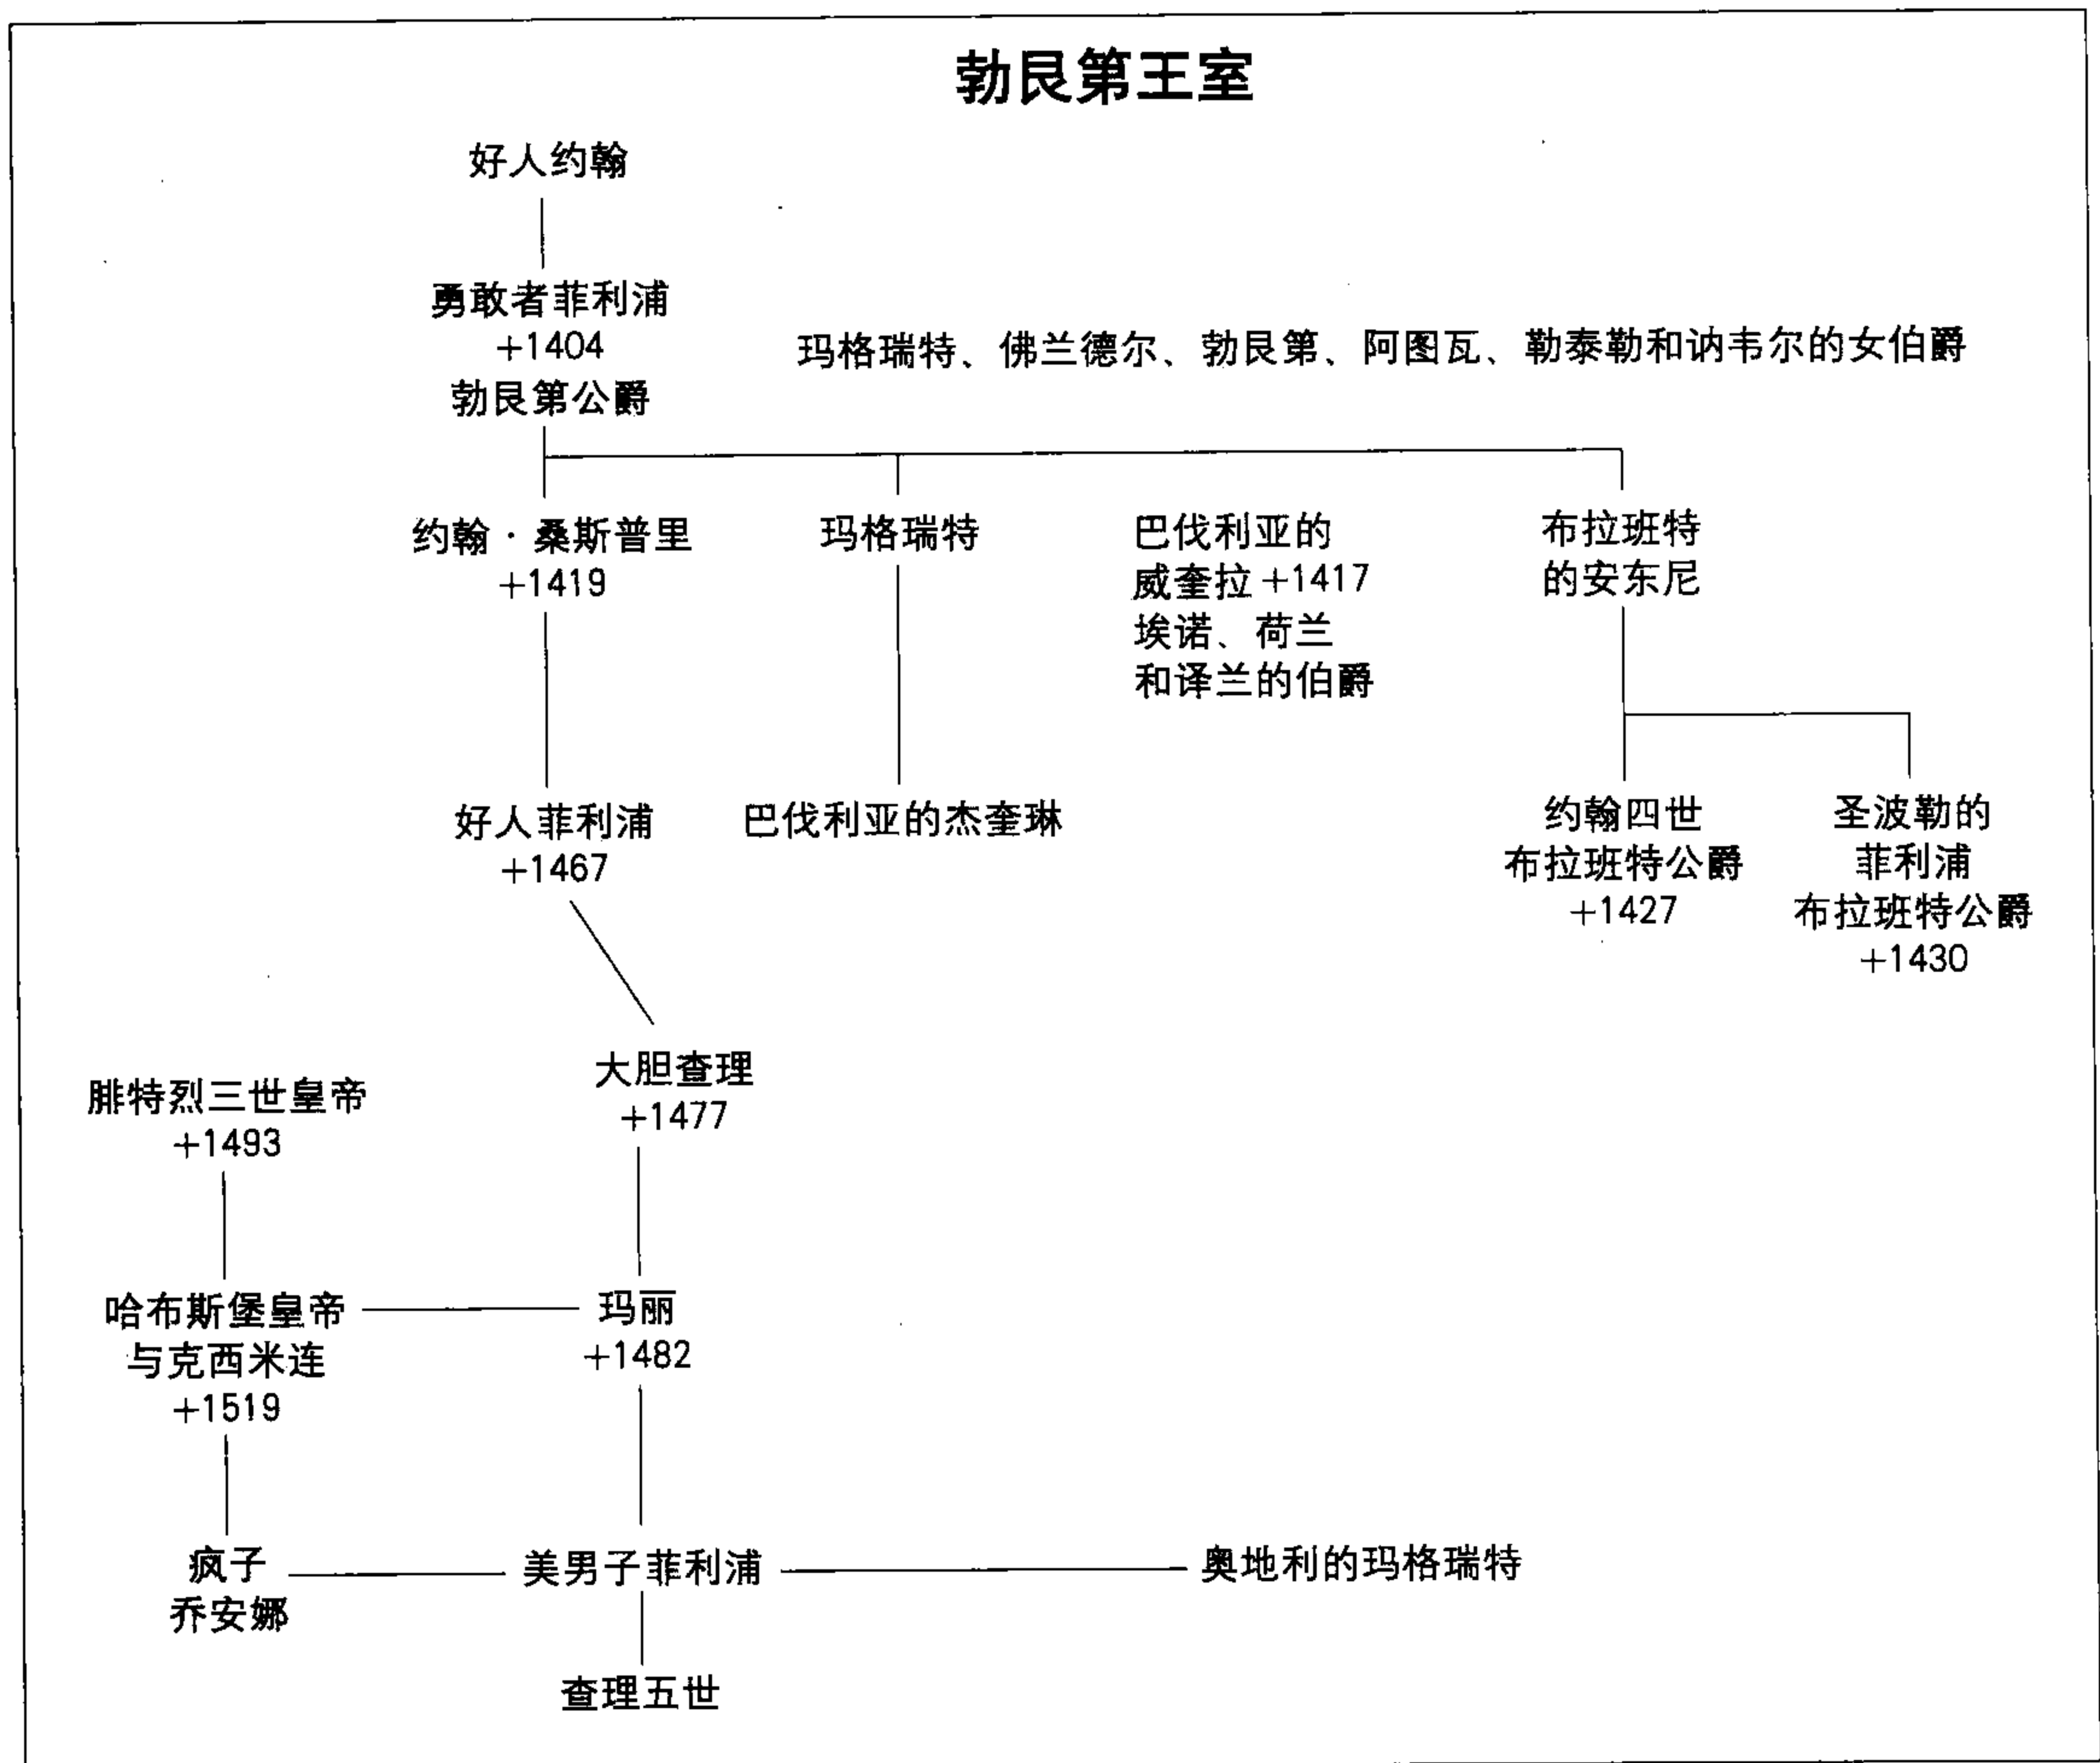 勃艮第王室
好人约翰
勇敢者菲利浦
+1404
勃艮第公爵
玛格瑞特、佛兰德尔、勃艮第、阿图瓦、勒泰勒和讷韦尔的女伯爵
约翰·桑斯普里
+1419
玛格瑞特
巴伐利亚的
威奎拉+1417
埃诺、荷兰
和译兰的伯爵
布拉班特
的安东尼
好人菲利浦
+1467
巴伐利亚的杰奎琳
约翰四世
布拉班特公爵
+1427
圣波勒的
菲利浦
布拉班特公爵
+1430
腓特烈三世皇帝
+1493
大胆查理
+1477
哈布斯堡皇帝
与克西米连
+1519
玛丽
+1482
疯子
乔安娜
美男子菲利浦
奥地利的玛格瑞特
查理五世